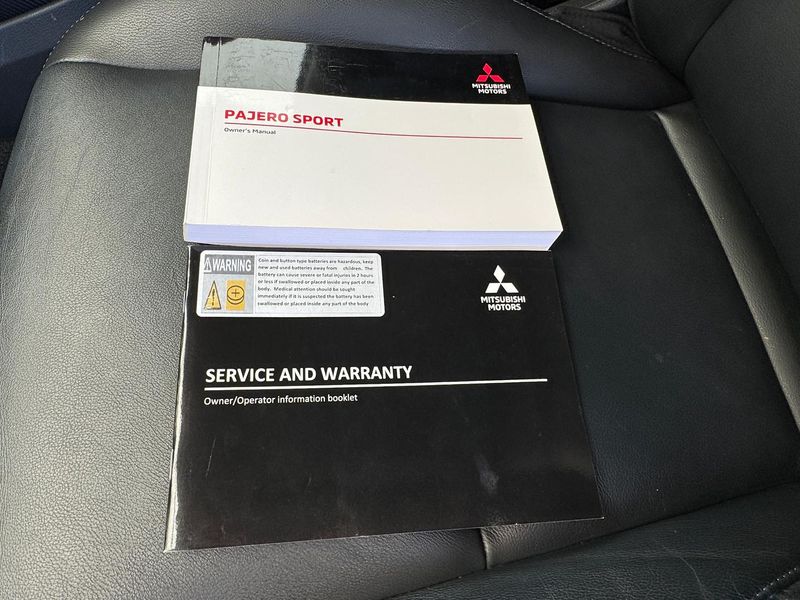 MITSUBISHI
MOTORS
PAJERO SPORT
Owner's Manual
WARNING
Coin and button type batteries are hazardous, keep
new and used batteries away from children. The
battery can cause severe or fatal injuries in 2 hours
or less if swallowed or placed inside any part of the
body. Medical attention should be sought
immediately if it is suspected the battery has been
swallowed or placed inside any part of the body
MITSUBISHI
MOTORS
SERVICE AND WARRANTY
Owner/Operator information booklet